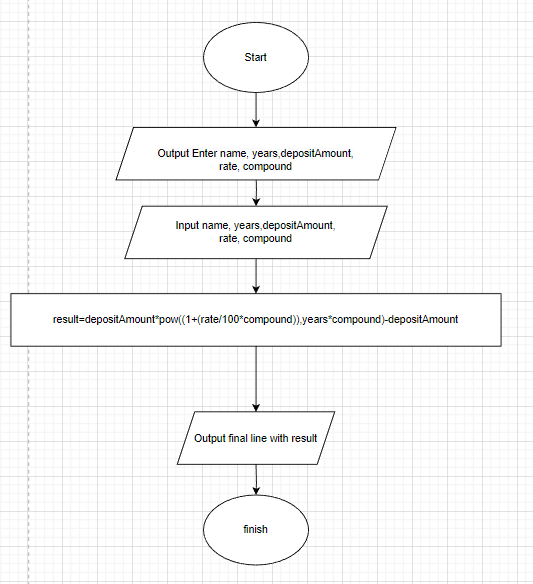 Start
Output Enter name, years,depositAmount,
rate, compound
Input name, years,depositAmount,
rate, compound
result=depositAmount*pow((1+(rate/100*compound)),years*compound)-depositAmount
Output final line with result
finish